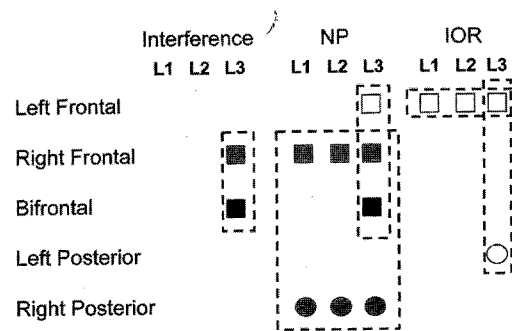 Interference NP IOR
L1 L2 L3 L1 L2 L3 L1 L2 L3
Left Frontal
Right Frontal
Bifrontal
Left Posterior
Right Posterior